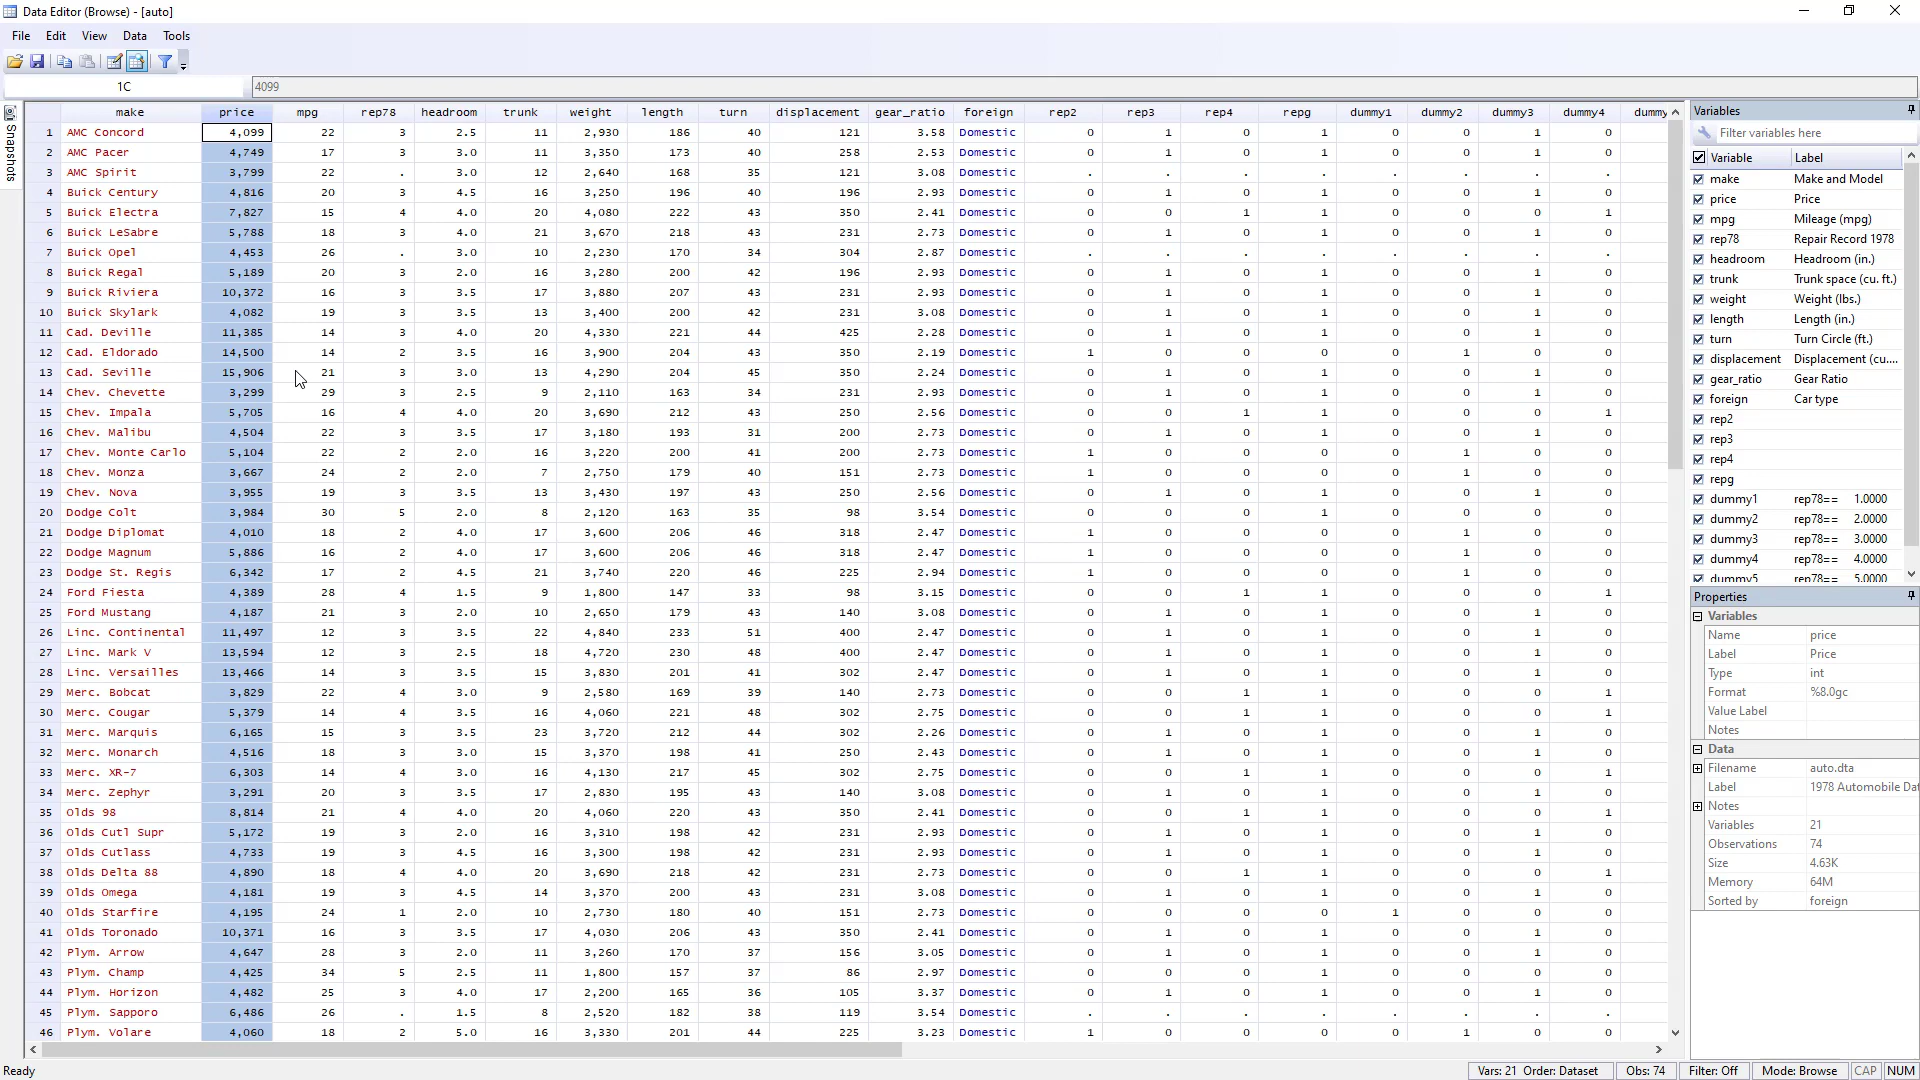 Data Editor (Browse) - [auto]
File Edit View Data Tools
1C 4099
Snapshots
make price mpg rep78 headroom trunk weight length turn displacement gear_ratio foreign rep2 rep3 rep4 repg dummy1 dummy2 dummy3 dummy4 dummy
1 AMC Concord 4,099 22 3 2.5 11 2,930 186 40 121 3.58 Domestic 0 1 0 1 0 0 1 0
2 AMC Pacer 4,749 17 3 3.0 11 3,350 173 40 258 2.53 Domestic 0 1 0 1 0 0 1 0
3 AMC Spirit 3,799 22 . 3.0 12 2,640 168 35 121 3.08 Domestic . . . . . . . .
4 Buick Century 4,816 20 3 4.5 16 3,250 196 40 196 2.93 Domestic 0 1 0 1 0 0 1 0
5 Buick Electra 7,827 15 4 4.0 20 4,080 222 43 350 2.41 Domestic 0 0 1 1 0 0 0 1
6 Buick LeSabre 5,788 18 3 4.0 21 3,670 218 43 231 2.73 Domestic 0 1 0 1 0 0 1 0
7 Buick Opel 4,453 26 . 3.0 10 2,230 170 34 304 2.87 Domestic . . . . . . . .
8 Buick Regal 5,189 20 3 2.0 16 3,280 200 42 196 2.93 Domestic 0 1 0 1 0 0 1 0
9 Buick Riviera 10,372 16 3 3.5 17 3,880 207 43 231 2.93 Domestic 0 1 0 1 0 0 1 0
10 Buick Skylark 4,082 19 3 3.5 13 3,400 200 42 231 3.08 Domestic 0 1 0 1 0 0 1 0
11 Cad. Deville 11,385 14 3 4.0 20 4,330 221 44 425 2.28 Domestic 0 1 0 1 0 0 1 0
12 Cad. Eldorado 14,500 14 2 3.5 16 3,900 204 43 350 2.19 Domestic 1 0 0 0 0 1 0 0
13 Cad. Seville 15,906 21 3 3.0 13 4,290 204 45 350 2.24 Domestic 0 1 0 1 0 0 1 0
14 Chev. Chevette 3,299 29 3 2.5 9 2,110 163 34 231 2.93 Domestic 0 1 0 1 0 0 1 0
15 Chev. Impala 5,705 16 4 4.0 20 3,690 212 43 250 2.56 Domestic 0 0 1 1 0 0 0 1
16 Chev. Malibu 4,504 22 3 3.5 17 3,180 193 31 200 2.73 Domestic 0 1 0 1 0 0 1 0
17 Chev. Monte Carlo 5,104 22 2 2.0 16 3,220 200 41 200 2.73 Domestic 1 0 0 0 0 1 0 0
18 Chev. Monza 3,667 24 2 2.0 7 2,750 179 40 151 2.73 Domestic 1 0 0 0 0 1 0 0
19 Chev. Nova 3,955 19 3 3.5 13 3,430 197 43 250 2.56 Domestic 0 1 0 1 0 0 1 0
20 Dodge Colt 3,984 30 5 2.0 8 2,120 163 35 98 3.54 Domestic 0 0 0 1 0 0 0 0
21 Dodge Diplomat 4,010 18 2 4.0 17 3,600 206 46 318 2.47 Domestic 1 0 0 0 0 1 0 0
22 Dodge Magnum 5,886 16 2 4.0 17 3,600 206 46 318 2.47 Domestic 1 0 0 0 0 1 0 0
23 Dodge St. Regis 6,342 17 2 4.5 21 3,740 220 46 225 2.94 Domestic 1 0 0 0 0 1 0 0
24 Ford Fiesta 4,389 28 4 1.5 9 1,800 147 33 98 3.15 Domestic 0 0 1 1 0 0 0 1
25 Ford Mustang 4,187 21 3 2.0 10 2,650 179 43 140 3.08 Domestic 0 1 0 1 0 0 1 0
26 Linc. Continental 11,497 12 3 3.5 22 4,840 233 51 400 2.47 Domestic 0 1 0 1 0 0 1 0
27 Linc. Mark V 13,594 12 3 2.5 18 4,720 230 48 400 2.47 Domestic 0 1 0 1 0 0 1 0
28 Linc. Versailles 13,466 14 3 3.5 15 3,830 201 41 302 2.47 Domestic 0 1 0 1 0 0 1 0
29 Merc. Bobcat 3,829 22 4 3.0 9 2,580 169 39 140 2.73 Domestic 0 0 1 1 0 0 0 1
30 Merc. Cougar 5,379 14 4 3.5 16 4,060 221 48 302 2.75 Domestic 0 0 1 1 0 0 0 1
31 Merc. Marquis 6,165 15 3 3.5 23 3,720 212 44 302 2.26 Domestic 0 1 0 1 0 0 1 0
32 Merc. Monarch 4,516 18 3 3.0 15 3,370 198 41 250 2.43 Domestic 0 1 0 1 0 0 1 0
33 Merc. XR-7 6,303 14 4 3.0 16 4,130 217 45 302 2.75 Domestic 0 0 1 1 0 0 0 1
34 Merc. Zephyr 3,291 20 3 3.5 17 2,830 195 43 140 3.08 Domestic 0 1 0 1 0 0 1 0
35 Olds 98 8,814 21 4 4.0 20 4,060 220 43 350 2.41 Domestic 0 0 1 1 0 0 0 1
36 Olds Cutl Supr 5,172 19 3 2.0 16 3,310 198 42 231 2.93 Domestic 0 1 0 1 0 0 1 0
37 Olds Cutlass 4,733 19 3 4.5 16 3,300 198 42 231 2.93 Domestic 0 1 0 1 0 0 1 0
38 Olds Delta 88 4,890 18 4 4.0 20 3,690 218 42 231 2.73 Domestic 0 0 1 1 0 0 0 1
39 Olds Omega 4,181 19 3 4.5 14 3,370 200 43 231 3.08 Domestic 0 1 0 1 0 0 1 0
40 Olds Starfire 4,195 24 1 2.0 10 2,730 180 40 151 2.73 Domestic 0 0 0 0 1 0 0 0
41 Olds Toronado 10,371 16 3 3.5 17 4,030 206 43 350 2.41 Domestic 0 1 0 1 0 0 1 0
42 Plym. Arrow 4,647 28 3 2.0 11 3,260 170 37 156 3.05 Domestic 0 1 0 1 0 0 1 0
43 Plym. Champ 4,425 34 5 2.5 11 1,800 157 37 86 2.97 Domestic 0 0 0 1 0 0 0 0
44 Plym. Horizon 4,482 25 3 4.0 17 2,200 165 36 105 3.37 Domestic 0 1 0 1 0 0 1 0
45 Plym. Sapporo 6,486 26 . 1.5 8 2,520 182 38 119 3.54 Domestic . . . . . . . .
46 Plym. Volare 4,060 18 2 5.0 16 3,330 201 44 225 3.23 Domestic 1 0 0 0 0 1 0 0
Variables
Filter variables here
Variable Label
make Make and Model
price Price
mpg Mileage (mpg)
rep78 Repair Record 1978
headroom Headroom (in.)
trunk Trunk space (cu. ft.)
weight Weight (lbs.)
length Length (in.)
turn Turn Circle (ft.)
displacement Displacement (cu....
gear_ratio Gear Ratio
foreign Car type
rep2
rep3
rep4
repg
dummy1 rep78== 1.0000
dummy2 rep78== 2.0000
dummy3 rep78== 3.0000
dummy4 rep78== 4.0000
dummy5 rep78== 5.0000
Properties
Variables
Name price
Label Price
Type int
Format %8.0gc
Value Label
Notes
Data
Filename auto.dta
Label 1978 Automobile Dat
Notes
Variables 21
Observations 74
Size 4.63K
Memory 64M
Sorted by foreign
Ready Vars: 21 Order: Dataset Obs: 74 Filter: Off Mode: Browse CAP NUM